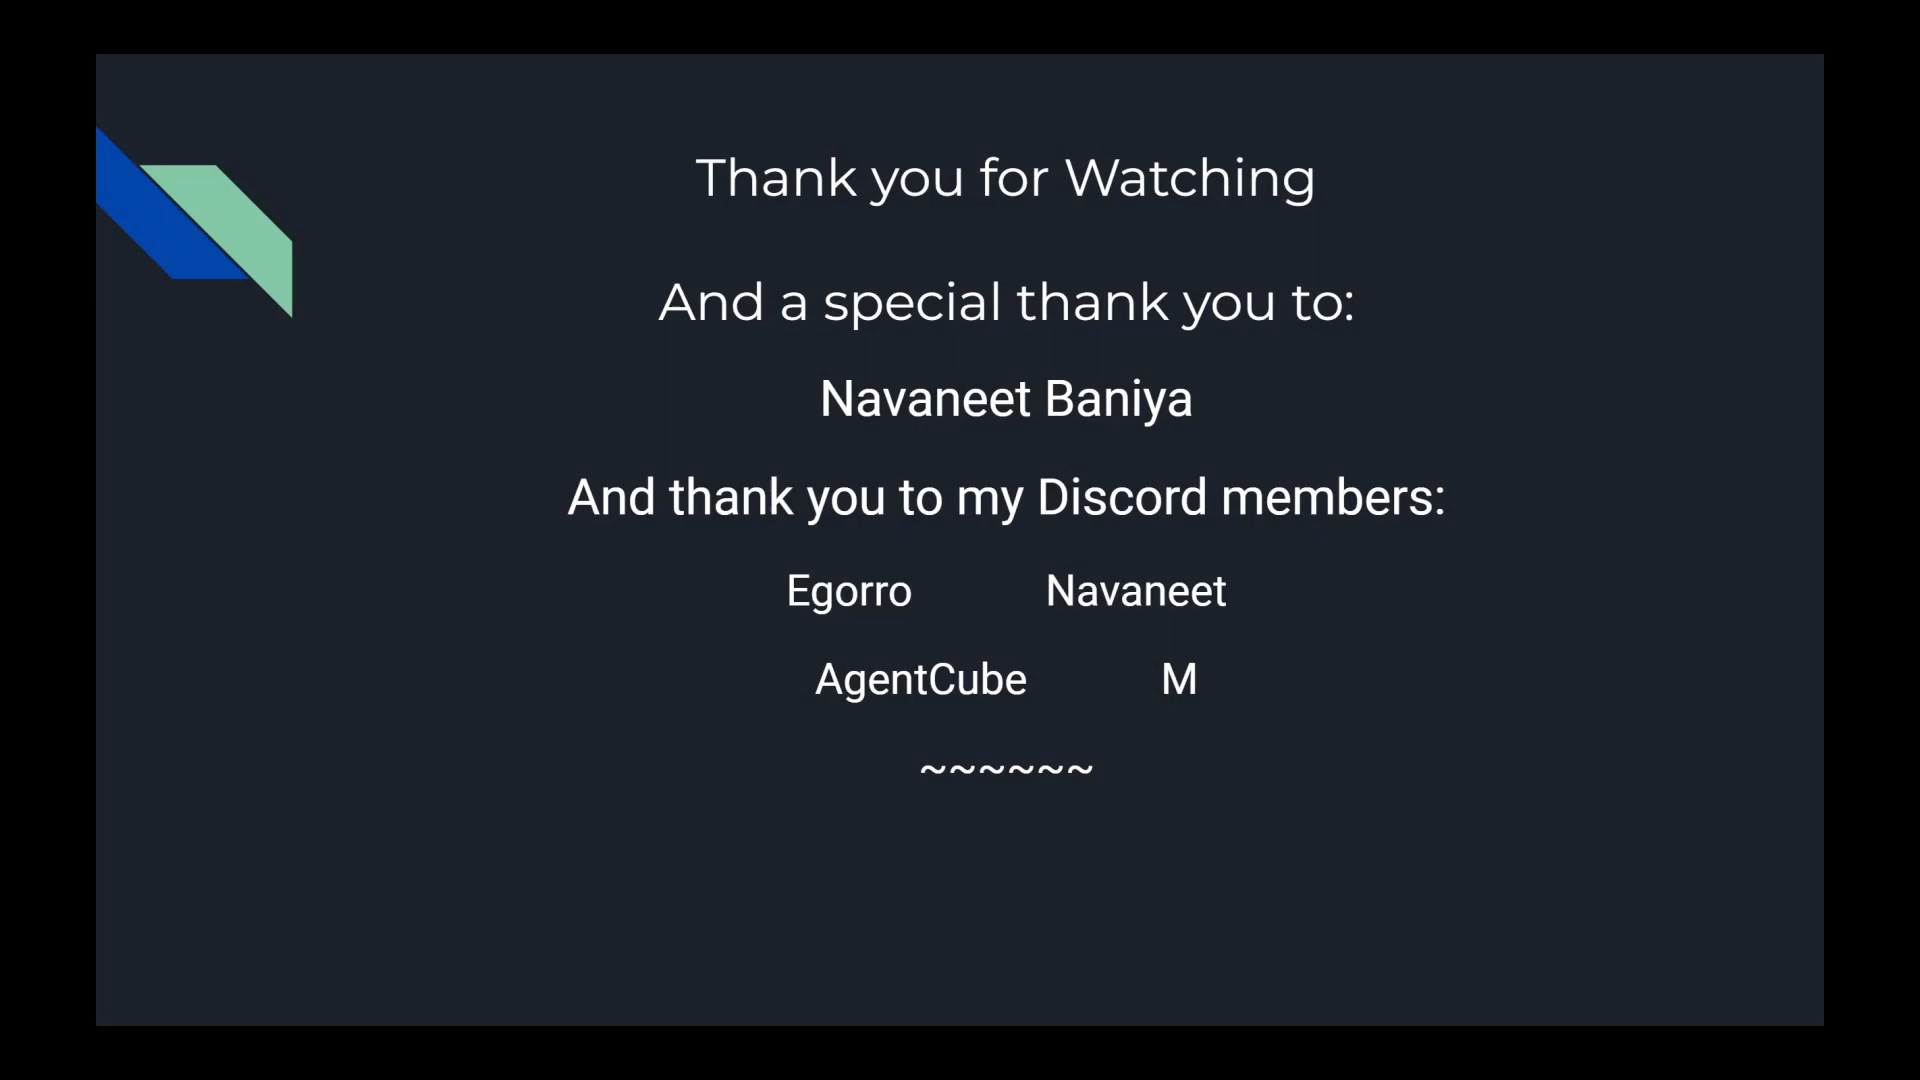 Thank you for Watching
And a special thank you to:
Navaneet Baniya
And thank you to my Discord members:
Egorro Navaneet
AgentCube M
~~~~~~